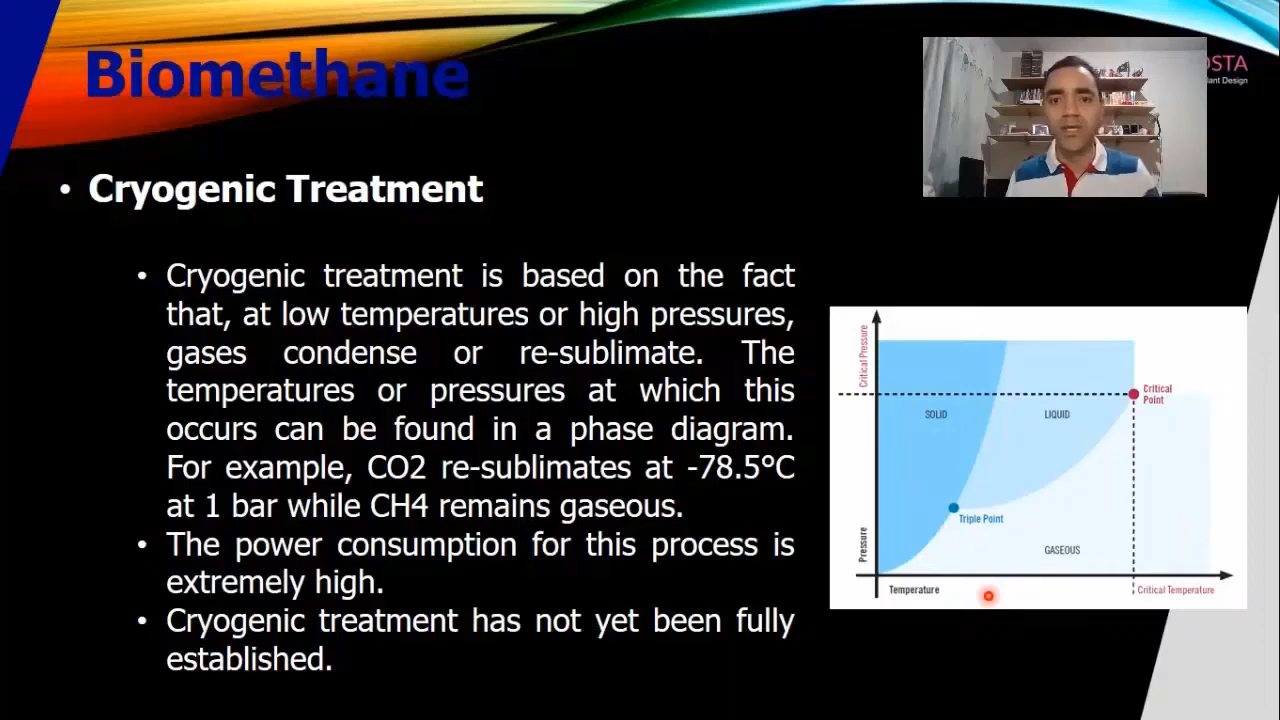 Biomethane
OSTA
lant Design
• Cryogenic Treatment
• Cryogenic treatment is based on the fact
that, at low temperatures or high pressures,
gases condense or re-sublimate. The
temperatures or pressures at which this
occurs can be found in a phase diagram.
For example, CO2 re-sublimates at -78.5°C
at 1 bar while CH4 remains gaseous.
• The power consumption for this process is
extremely high.
• Cryogenic treatment has not yet been fully
established.
Critical Pressure
Critical
Point
SOLID
LIQUID
Triple Point
Pressure
GASEOUS
Temperature
Critical Temperature